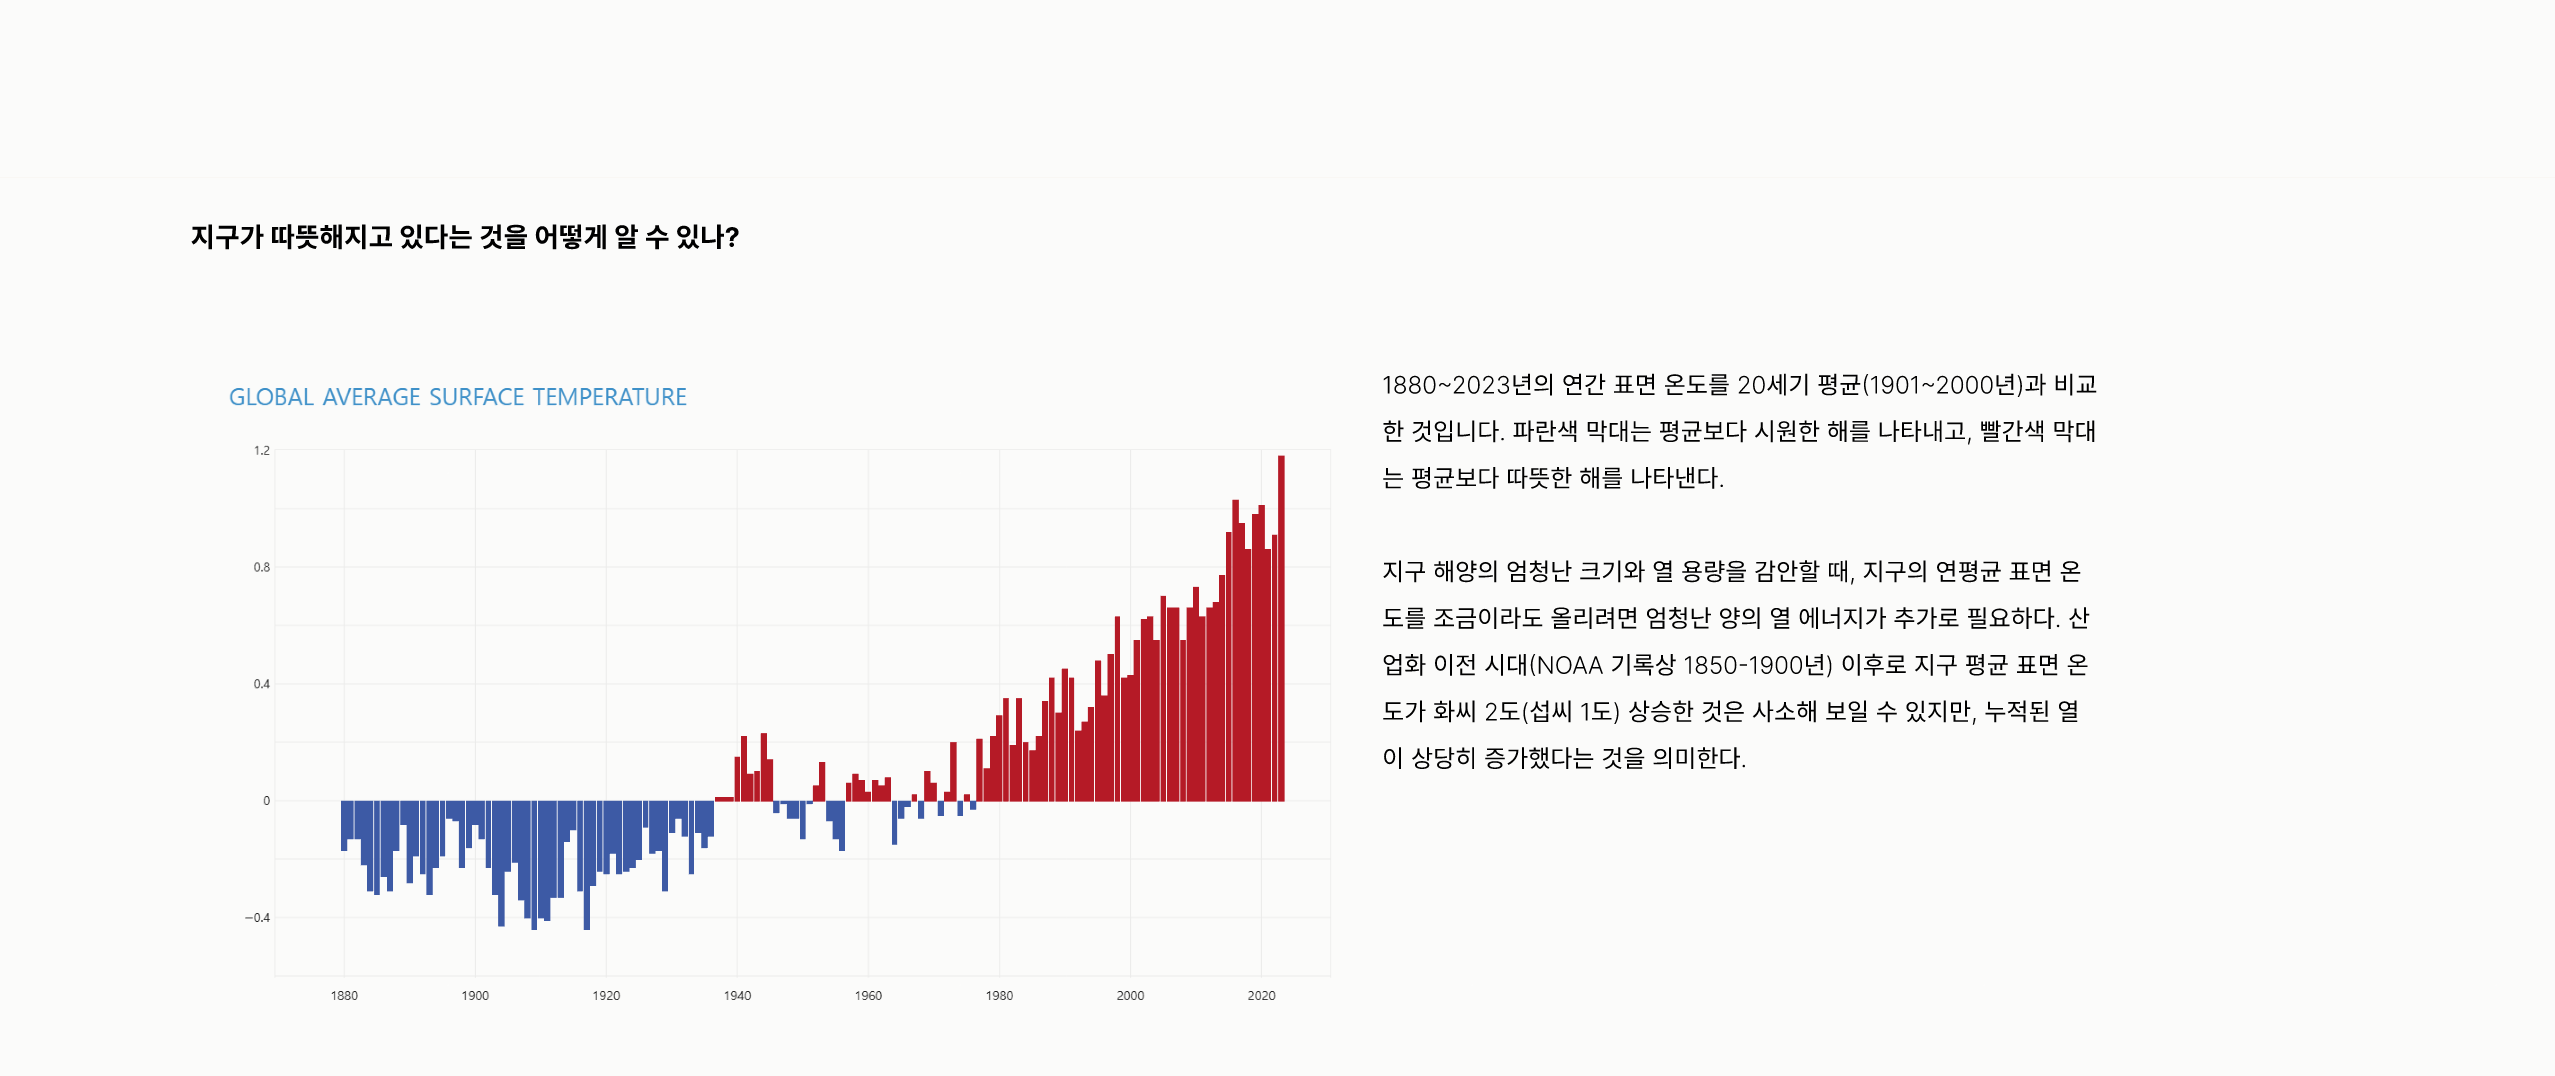 지구가 따뜻해지고 있다는 것을 어떻게 알 수 있나?
GLOBAL AVERAGE SURFACE TEMPERATURE
1.2
0.8
0.4
0
−0.4
1880 1900 1920 1940 1960 1980 2000 2020
1880~2023년의 연간 표면 온도를 20세기 평균(1901~2000년)과 비교
한 것입니다. 파란색 막대는 평균보다 시원한 해를 나타내고, 빨간색 막대
는 평균보다 따뜻한 해를 나타낸다.
지구 해양의 엄청난 크기와 열 용량을 감안할 때, 지구의 연평균 표면 온
도를 조금이라도 올리려면 엄청난 양의 열 에너지가 추가로 필요하다. 산
업화 이전 시대(NOAA 기록상 1850-1900년) 이후로 지구 평균 표면 온
도가 화씨 2도(섭씨 1도) 상승한 것은 사소해 보일 수 있지만, 누적된 열
이 상당히 증가했다는 것을 의미한다.